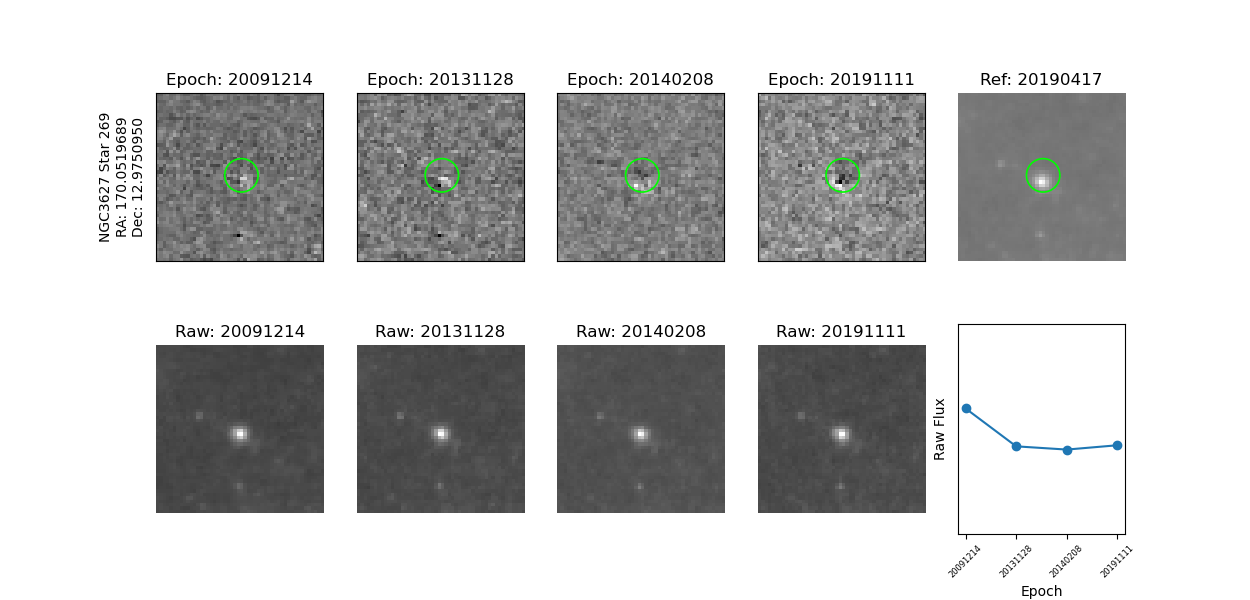 Epoch: 20091214
Epoch: 20131128
Epoch: 20140208
Epoch: 20191111
Ref: 20190417
NGC3627 Star 269
RA: 170.0519689
Dec: 12.9750950
Raw: 20091214
Raw: 20131128
Raw: 20140208
Raw: 20191111
Raw Flux
20091214
20131128
20140208
20191111
Epoch